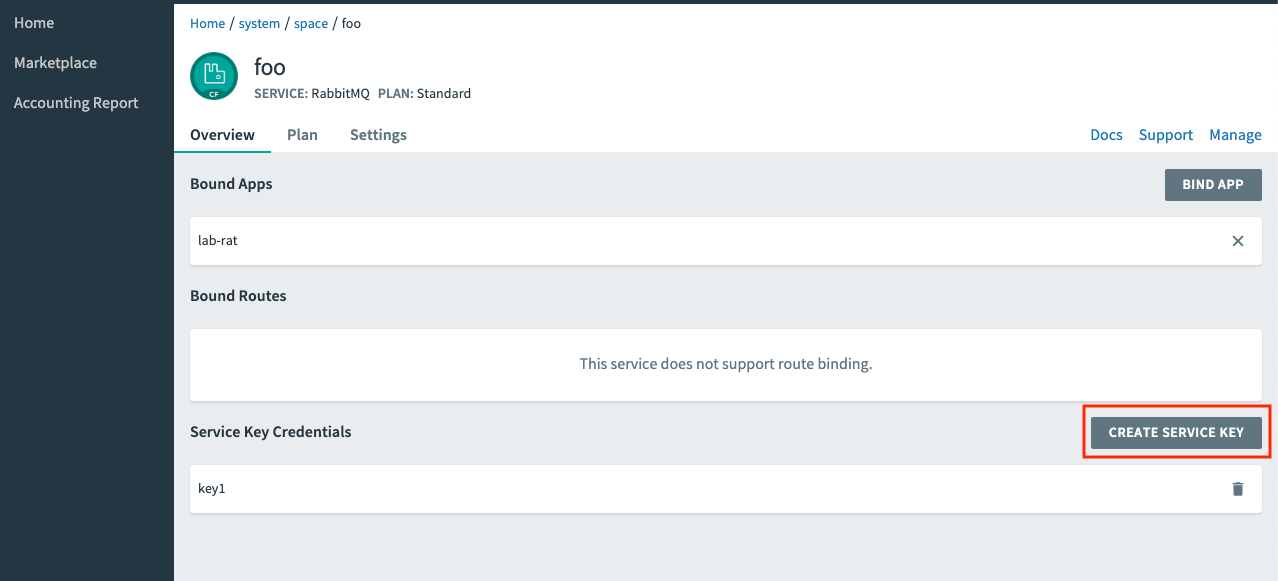 Home
Marketplace
Accounting Report
Home / system / space / foo
CF
foo
SERVICE: RabbitMQ PLAN: Standard
Overview Plan Settings Docs Support Manage
Bound Apps BIND APP
lab-rat
Bound Routes
This service does not support route binding.
Service Key Credentials CREATE SERVICE KEY
key1